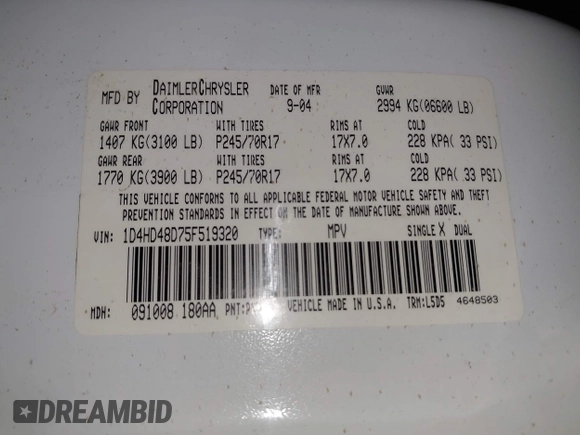 MFD BY DAIMLERCHRYSLER CORPORATION DATE OF MFR 9-04 GVWR 2994 KG(06600 LB)
GAWR FRONT WITH TIRES RIMS AT COLD
1407 KG(3100 LB) P245/70R17 17X7.0 228 KPA( 33 PSI)
GAWR REAR WITH TIRES RIMS AT COLD
1770 KG(3900 LB) P245/70R17 17X7.0 228 KPA( 33 PSI)
THIS VEHICLE CONFORMS TO ALL APPLICABLE FEDERAL MOTOR VEHICLE SAFETY AND THEFT
PREVENTION STANDARDS IN EFFECT ON THE DATE OF MANUFACTURE SHOWN ABOVE.
VIN: 1D4HD48D75F519320 TYPE: MPV SINGLE X DUAL
MDH: 091008 180AA PNT: VEHICLE MADE IN U.S.A. TRM:L5D5 4648503
DREAMBID